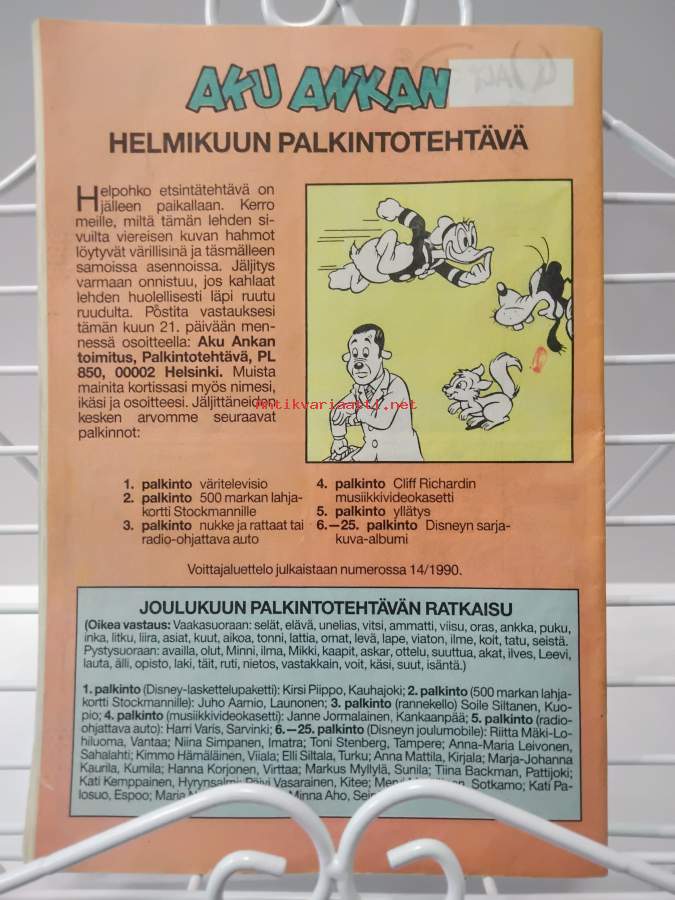 AKU ANKAN
HELMIKUUN PALKINTOTEHTÄVÄ
Helpohko etsintätehtävä on
jälleen paikallaan. Kerro
meille, miltä tämän lehden si-
vuilta viereisen kuvan hahmot
löytyvät värillisinä ja täsmälleen
samoissa asennoissa. Jäljitys
varmaan onnistuu, jos kahlaat
lehden huolellisesti läpi ruutu
ruudulta. Postita vastauksesi
tämän kuun 21. päivään men-
nessä osoitteella: Aku Ankan
toimitus, Palkintotehtävä, PL
850, 00002 Helsinki. Muista
mainita kortissasi myös nimesi,
ikäsi ja osoitteesi. Jäljittäneiden
kesken arvomme seuraavat
palkinnot:
Antikvariaatti.net
1. palkinto väritelevisio
2. palkinto 500 markan lahja-
kortti Stockmannille
3. palkinto nukke ja rattaat tai
radio-ohjattava auto
4. palkinto Cliff Richardin
musiikkivideokasetti
5. palkinto yllätys
6.—25. palkinto Disneyn sarja-
kuva-albumi
Voittajaluettelo julkaistaan numerossa 14/1990.
JOULUKUUN PALKINTOTEHTÄVÄN RATKAISU
(Oikea vastaus: Vaakasuoraan: selät, elävä, unelias, vitsi, ammatti, viisu, oras, ankka, puku,
inka, litku, liira, asiat, kuut, aikoa, tonni, lattia, omat, levä, lape, viaton, ilme, koit, tatu, seistä.
Pystysuoraan: availla, olut, Minni, ilma, Mikki, kaapit, askar, ottelu, suuttua, akat, ilves, Leevi,
lauta, älli, opisto, laki, täit, ruti, nietos, vastakkain, voit, käsi, suut, isäntä.)
1. palkinto (Disney-laskettelupaketti): Kirsi Piippo, Kauhajoki; 2. palkinto (500 markan lahja-
kortti Stockmannille): Juho Aarnio, Launonen; 3. palkinto (rannekello) Soile Siltanen, Kuo-
pio; 4. palkinto (musiikkivideokasetti): Janne Jormalainen, Kankaanpää; 5. palkinto (radio-
ohjattava auto): Harri Varis, Sarvinki; 6.—25. palkinto (Disneyn joulumobile): Riitta Mäki-Lo-
hiluoma, Vantaa; Niina Simpanen, Imatra; Toni Stenberg, Tampere; Anna-Maria Leivonen,
Sahalahti; Kimmo Hämäläinen, Viiala; Elli Siltala, Turku; Anna Mattila, Kirjala; Marja-Johanna
Kaurila, Kumila; Hanna Korjonen, Virttaa; Markus Myllylä, Sunila; Tiina Backman, Pattijoki;
Kati Kemppainen, Hyrynsalmi; Päivi Vasarainen, Kitee; Sotkamo; Kati Pa-
losuo, Espoo; Minna Aho,